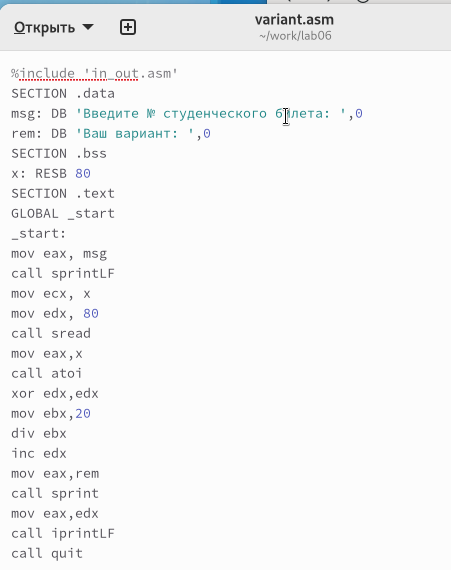 Открыть
variant.asm
~/work/lab06
%include 'in_out.asm'
SECTION .data
msg: DB 'Введите № студенческого билета: ',0
rem: DB 'Ваш вариант: ',0
SECTION .bss
x: RESB 80
SECTION .text
GLOBAL _start
_start:
mov eax, msg
call sprintLF
mov ecx, x
mov edx, 80
call sread
mov eax,x
call atoi
xor edx,edx
mov ebx,20
div ebx
inc edx
mov eax,rem
call sprint
mov eax,edx
call iprintLF
call quit